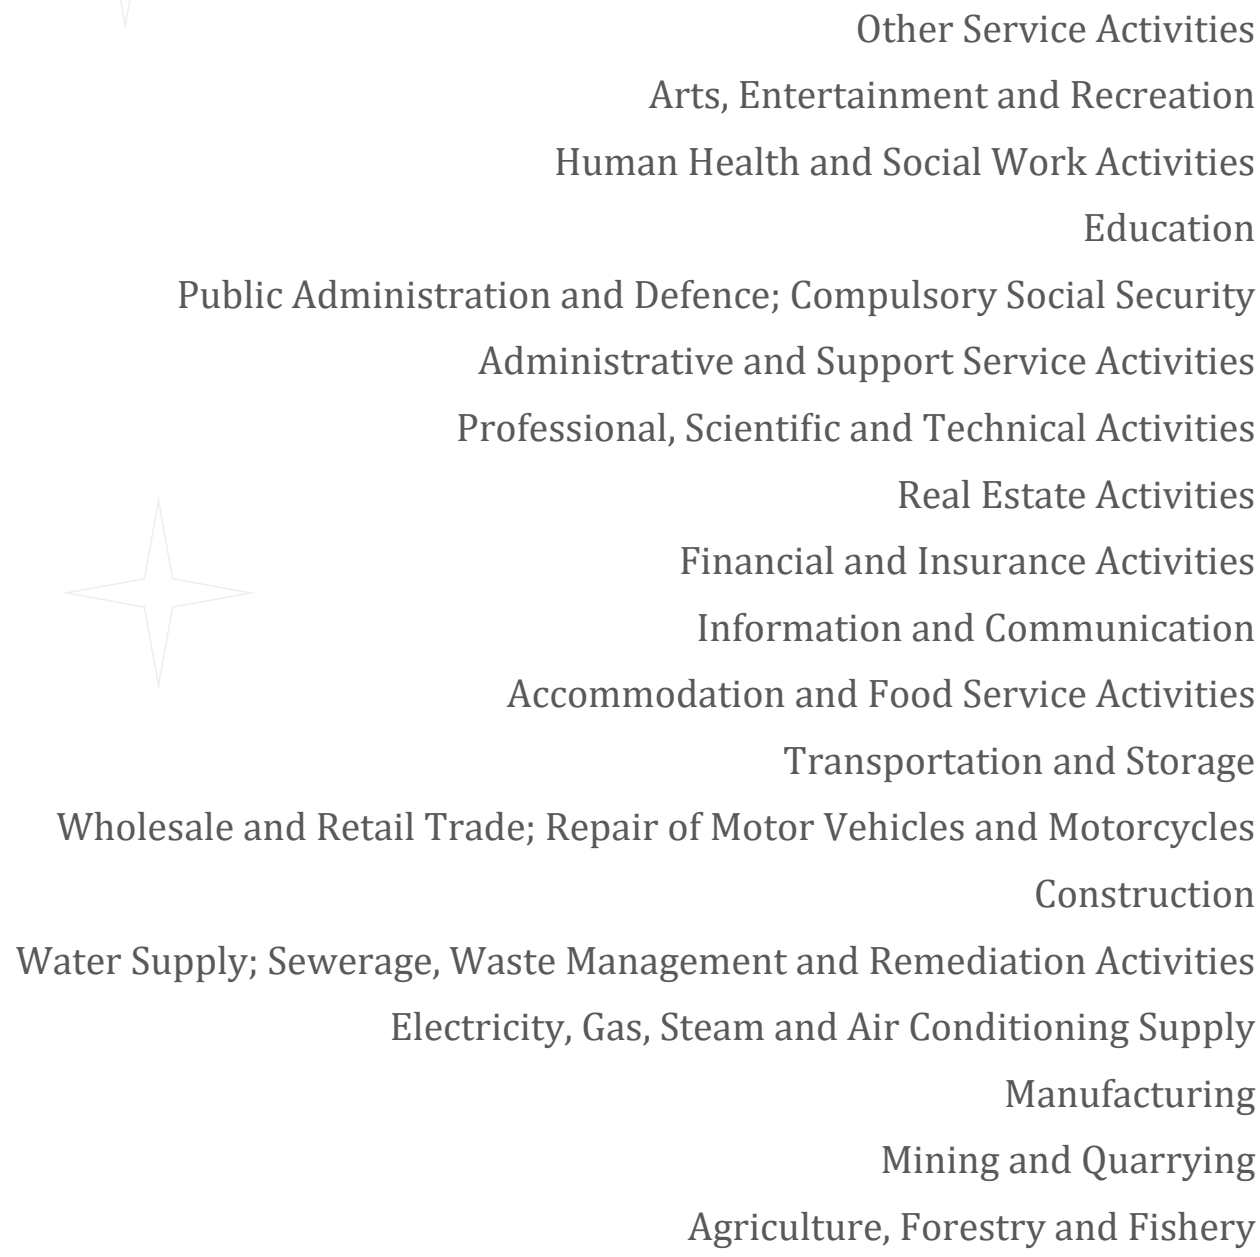 Other Service Activities
Arts, Entertainment and Recreation
Human Health and Social Work Activities
Education
Public Administration and Defence; Compulsory Social Security
Administrative and Support Service Activities
Professional, Scientific and Technical Activities
Real Estate Activities
Financial and Insurance Activities
Information and Communication
Accommodation and Food Service Activities
Transportation and Storage
Wholesale and Retail Trade; Repair of Motor Vehicles and Motorcycles
Construction
Water Supply; Sewerage, Waste Management and Remediation Activities
Electricity, Gas, Steam and Air Conditioning Supply
Manufacturing
Mining and Quarrying
Agriculture, Forestry and Fishery